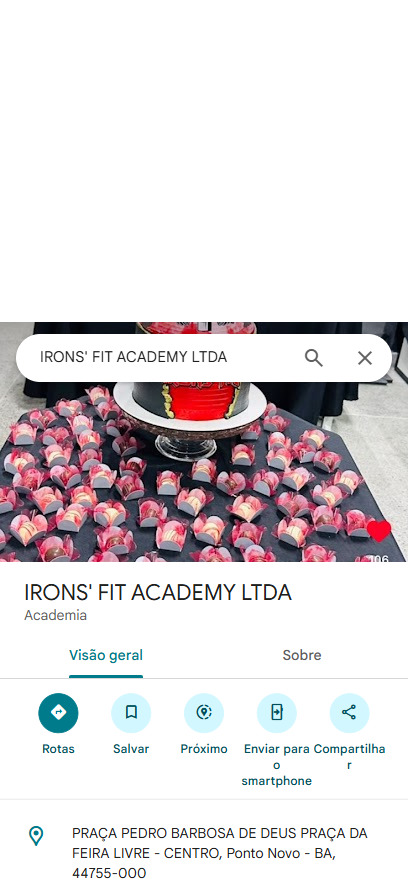 IRONS' FIT ACADEMY LTDA
106
IRONS' FIT ACADEMY LTDA
Academia
Visão geral
Sobre
Rotas
Salvar
Próximo
Enviar para
o
smartphone
Compartilha
r
PRAÇA PEDRO BARBOSA DE DEUS PRAÇA DA
FEIRA LIVRE - CENTRO, Ponto Novo - BA,
44755-000